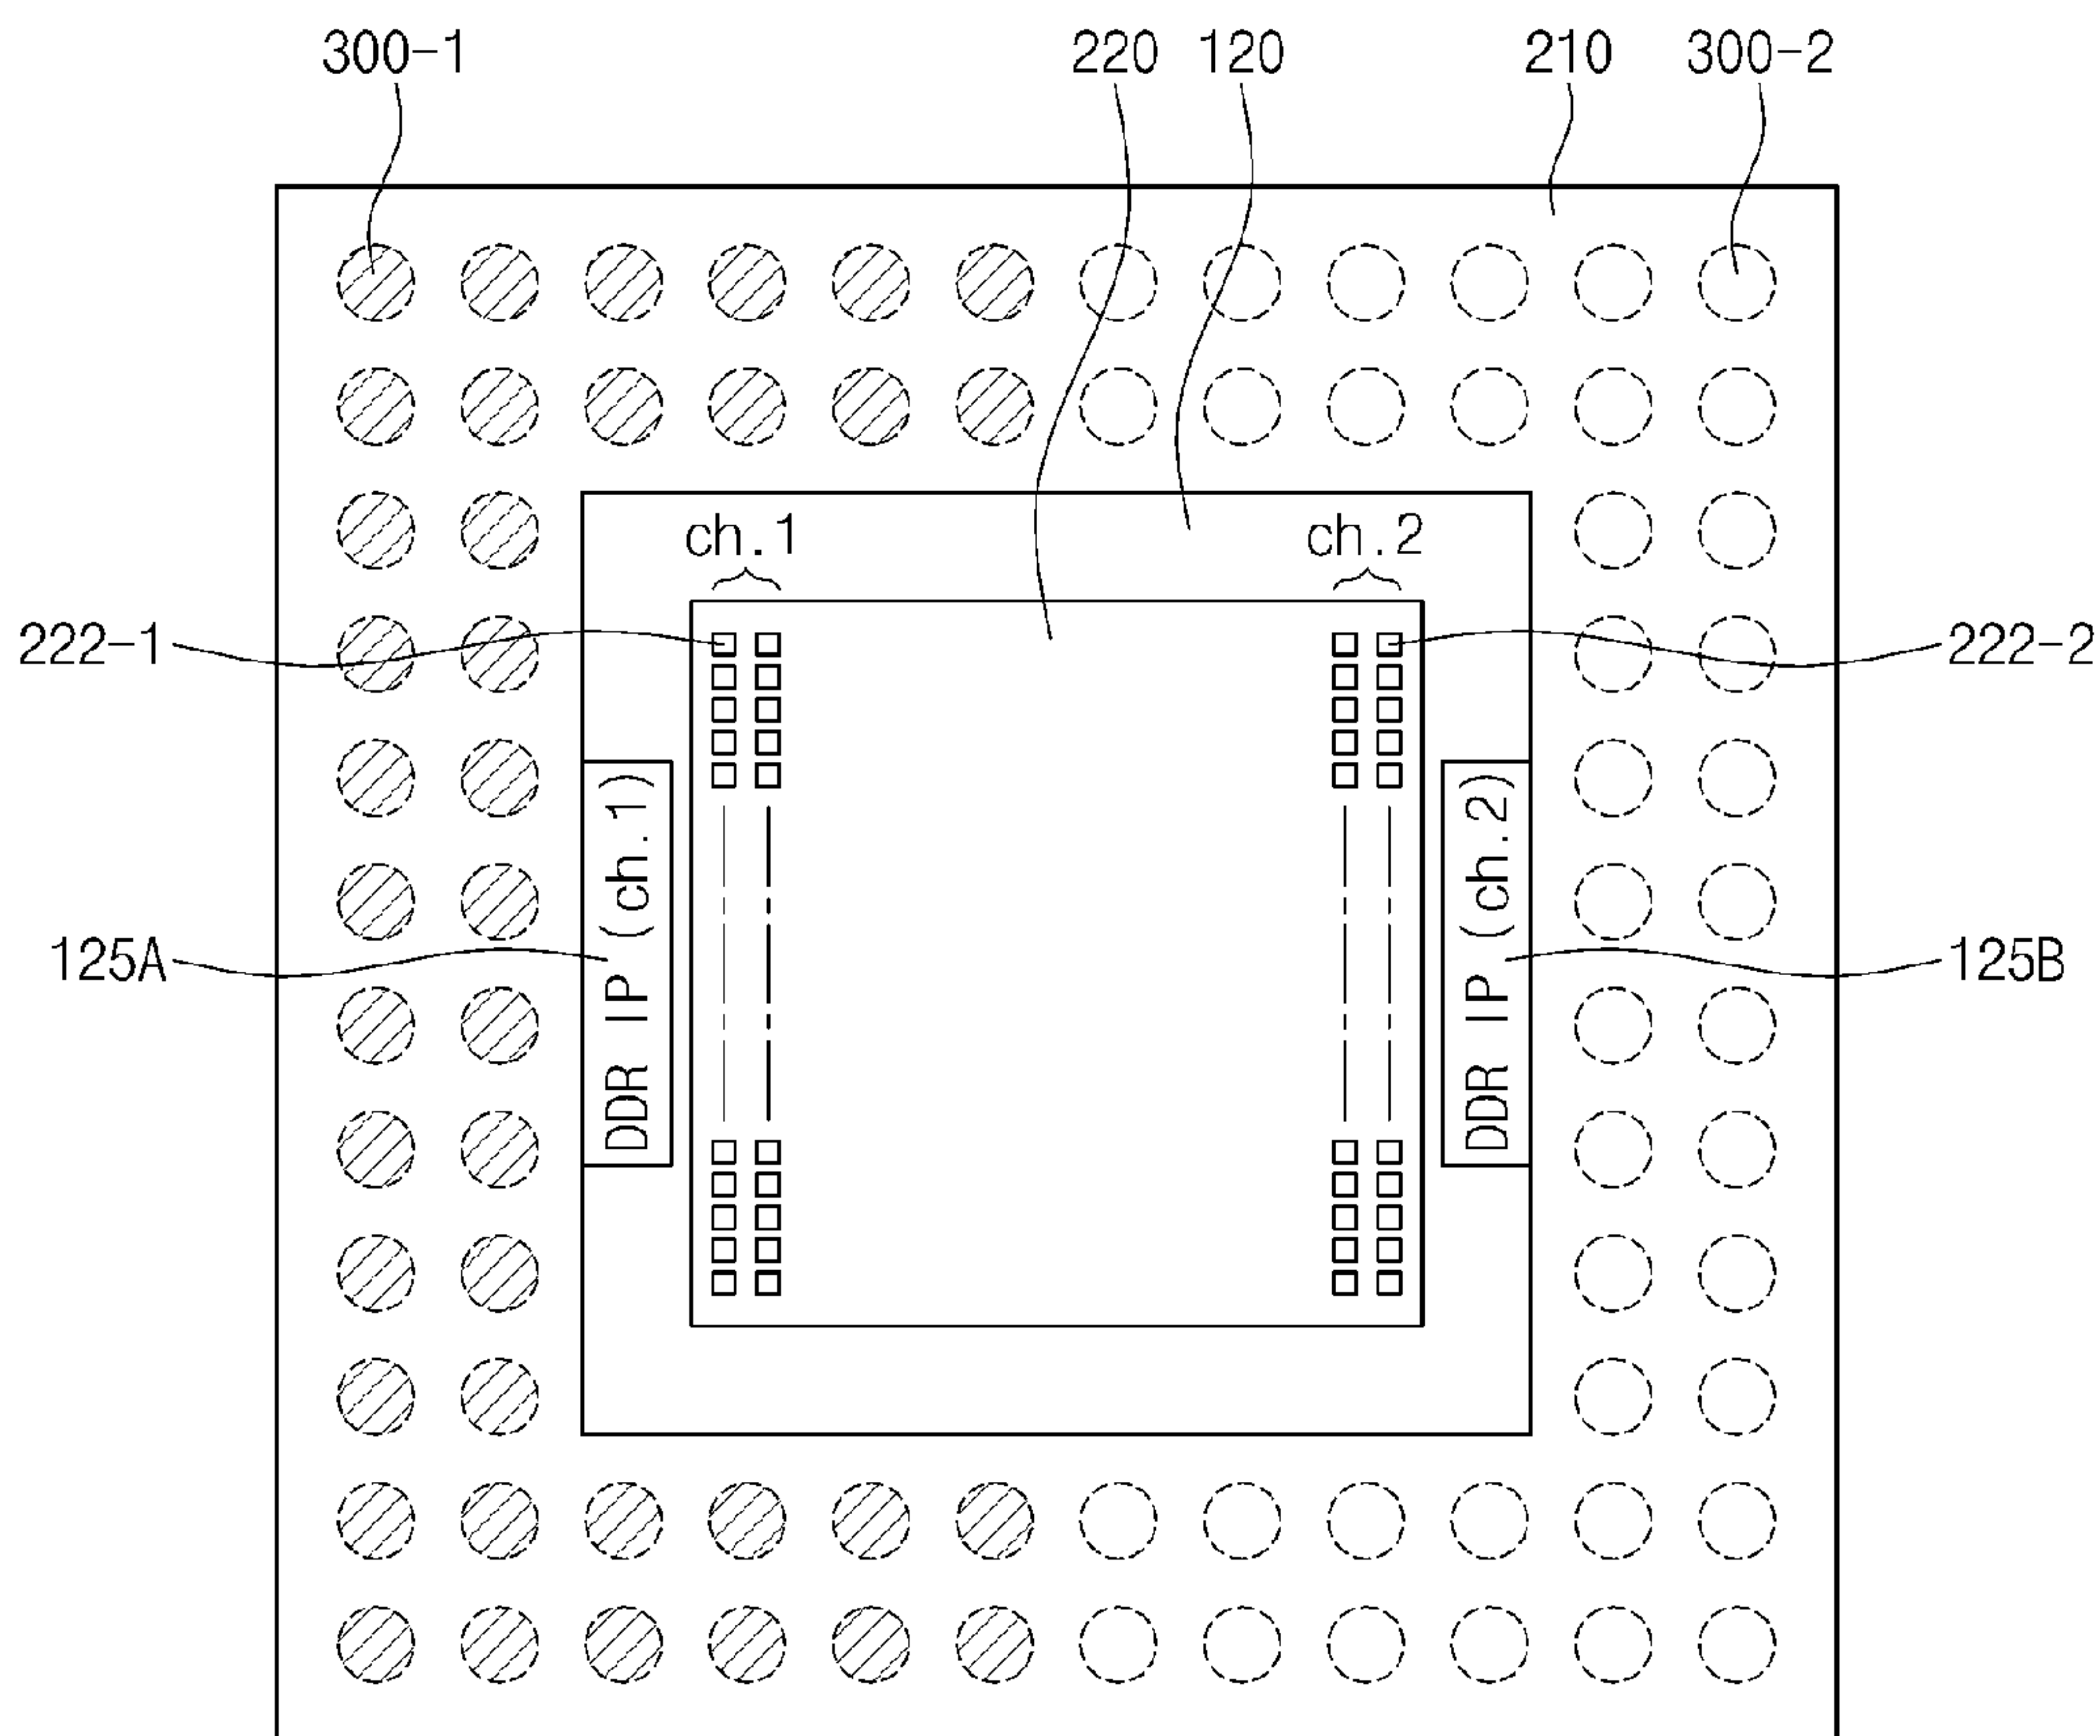 300-1 220 120 210 300-2
ch.1 ch.2
222-1 222-2
DDR IP (ch.1) DDR IP (ch.2)
125A 125B